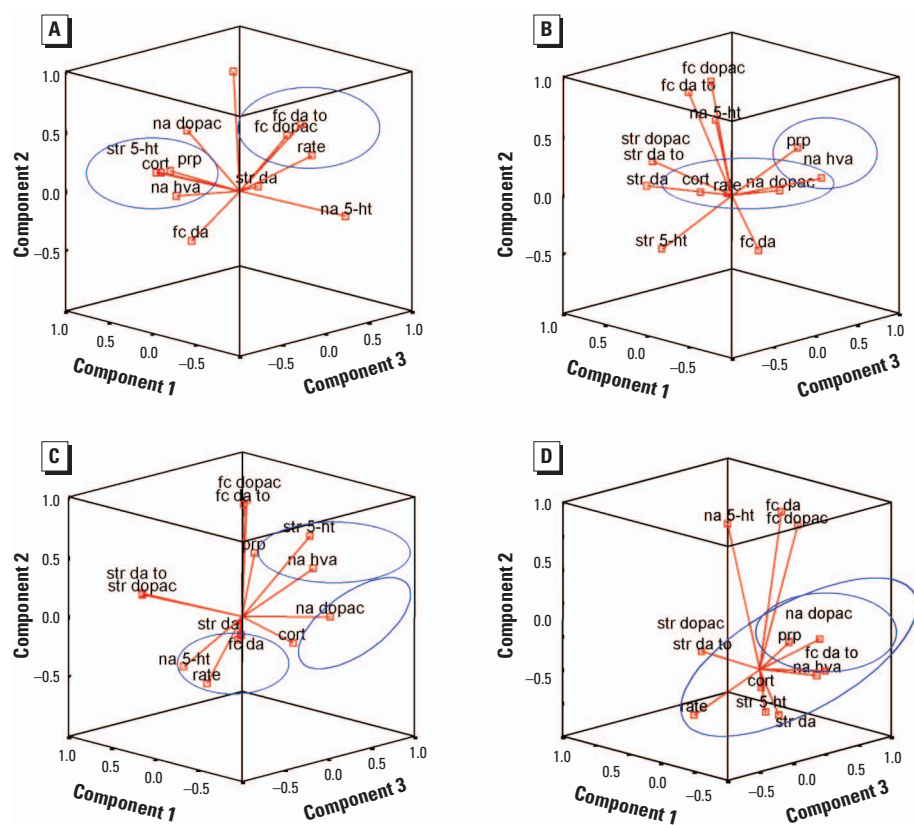 A
1.0
0.5
0.0
−0.5
Component 2
na dopac
str 5-ht
cort
prp
na hva
fc da
fc da to
fc dopac
rate
str da
na 5-ht
1.0
0.5
0.0
−0.5
Component 1
0.0
0.5
1.0
Component 3
B
1.0
0.5
0.0
−0.5
Component 2
fc dopac
fc da to
na 5-ht
str dopac
str da to
str da
cort
rate
na dopac
prp
na hva
str 5-ht
fc da
1.0
0.5
0.0
−0.5
Component 1
0.0
0.5
1.0
Component 3
C
1.0
0.5
0.0
−0.5
Component 2
fc dopac
fc da to
str 5-ht
prp
na hva
str da to
str dopac
na dopac
str da
fc da
cort
na 5-ht
rate
1.0
0.5
0.0
−0.5
Component 1
0.0
0.5
1.0
Component 3
D
1.0
0.5
0.0
−0.5
Component 2
na 5-ht
fc da
fc dopac
str dopac
str da to
na dopac
prp
fc da to
na hva
cort
str 5-ht
rate
str da
1.0
0.5
0.0
−0.5
Component 1
0.0
0.5
1.0
Component 3